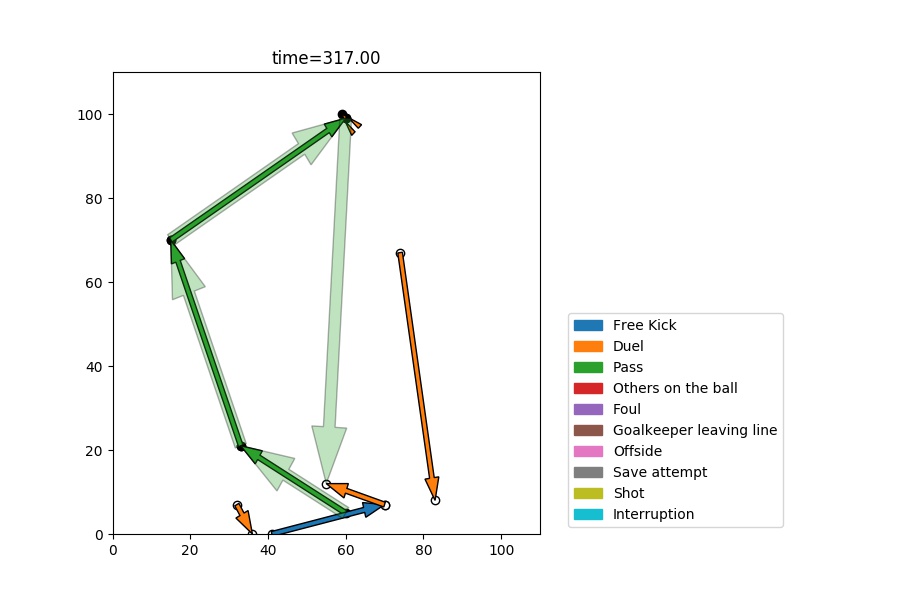 time=317.00
100
80
60
40
20
0
0 20 40 60 80 100
Free Kick
Duel
Pass
Others on the ball
Foul
Goalkeeper leaving line
Offside
Save attempt
Shot
Interruption